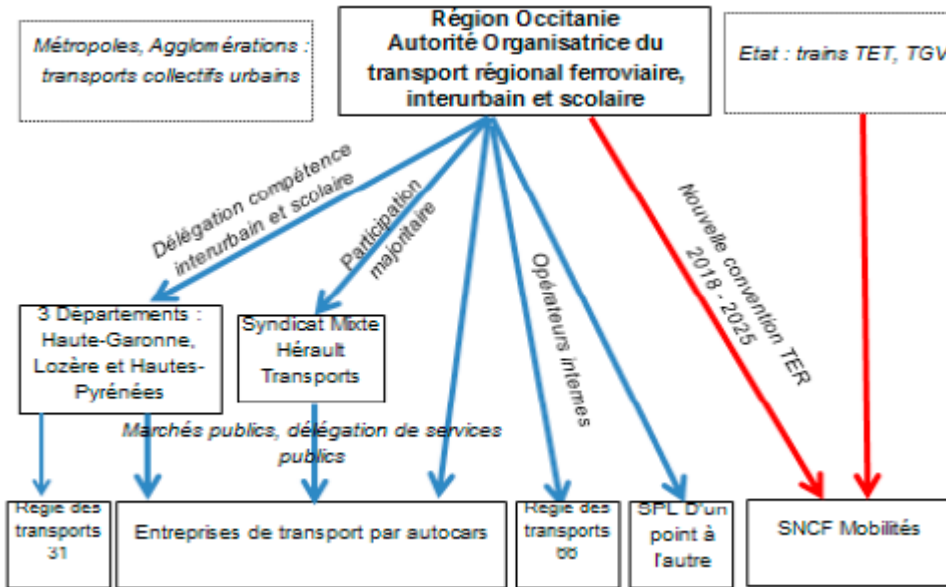 Région Occitanie
Autorité Organisatrice du
transport régional ferroviaire,
interurbain et scolaire
Métropoles, Agglomérations :
transports collectifs urbains
Etat : trains TET, TGV
Délégation compétence
interurbain et scolaire
Participation
majoritaire
Opérateurs internes
Nouvelle convention TER
2018 - 2025
3 Départements :
Haute-Garonne,
Lozère et Hautes-
Pyrénées
Syndicat Mixte
Hérault
Transports
Marchés publics, délégation de services
publics
Régie des
transports
31
Entreprises de transport par autocars
Régie des
transports
66
SPL D'un
point à
l'autre
SNCF Mobilités